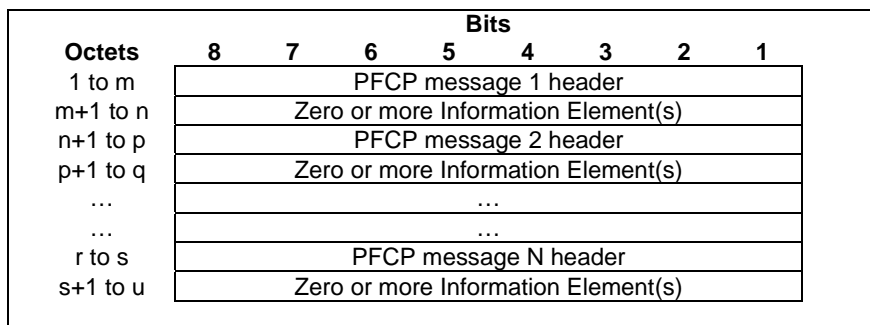 Bits
Octets 8 7 6 5 4 3 2 1
1 to m PFCP message 1 header
m+1 to n Zero or more Information Element(s)
n+1 to p PFCP message 2 header
p+1 to q Zero or more Information Element(s)
… …
… …
r to s PFCP message N header
s+1 to u Zero or more Information Element(s)